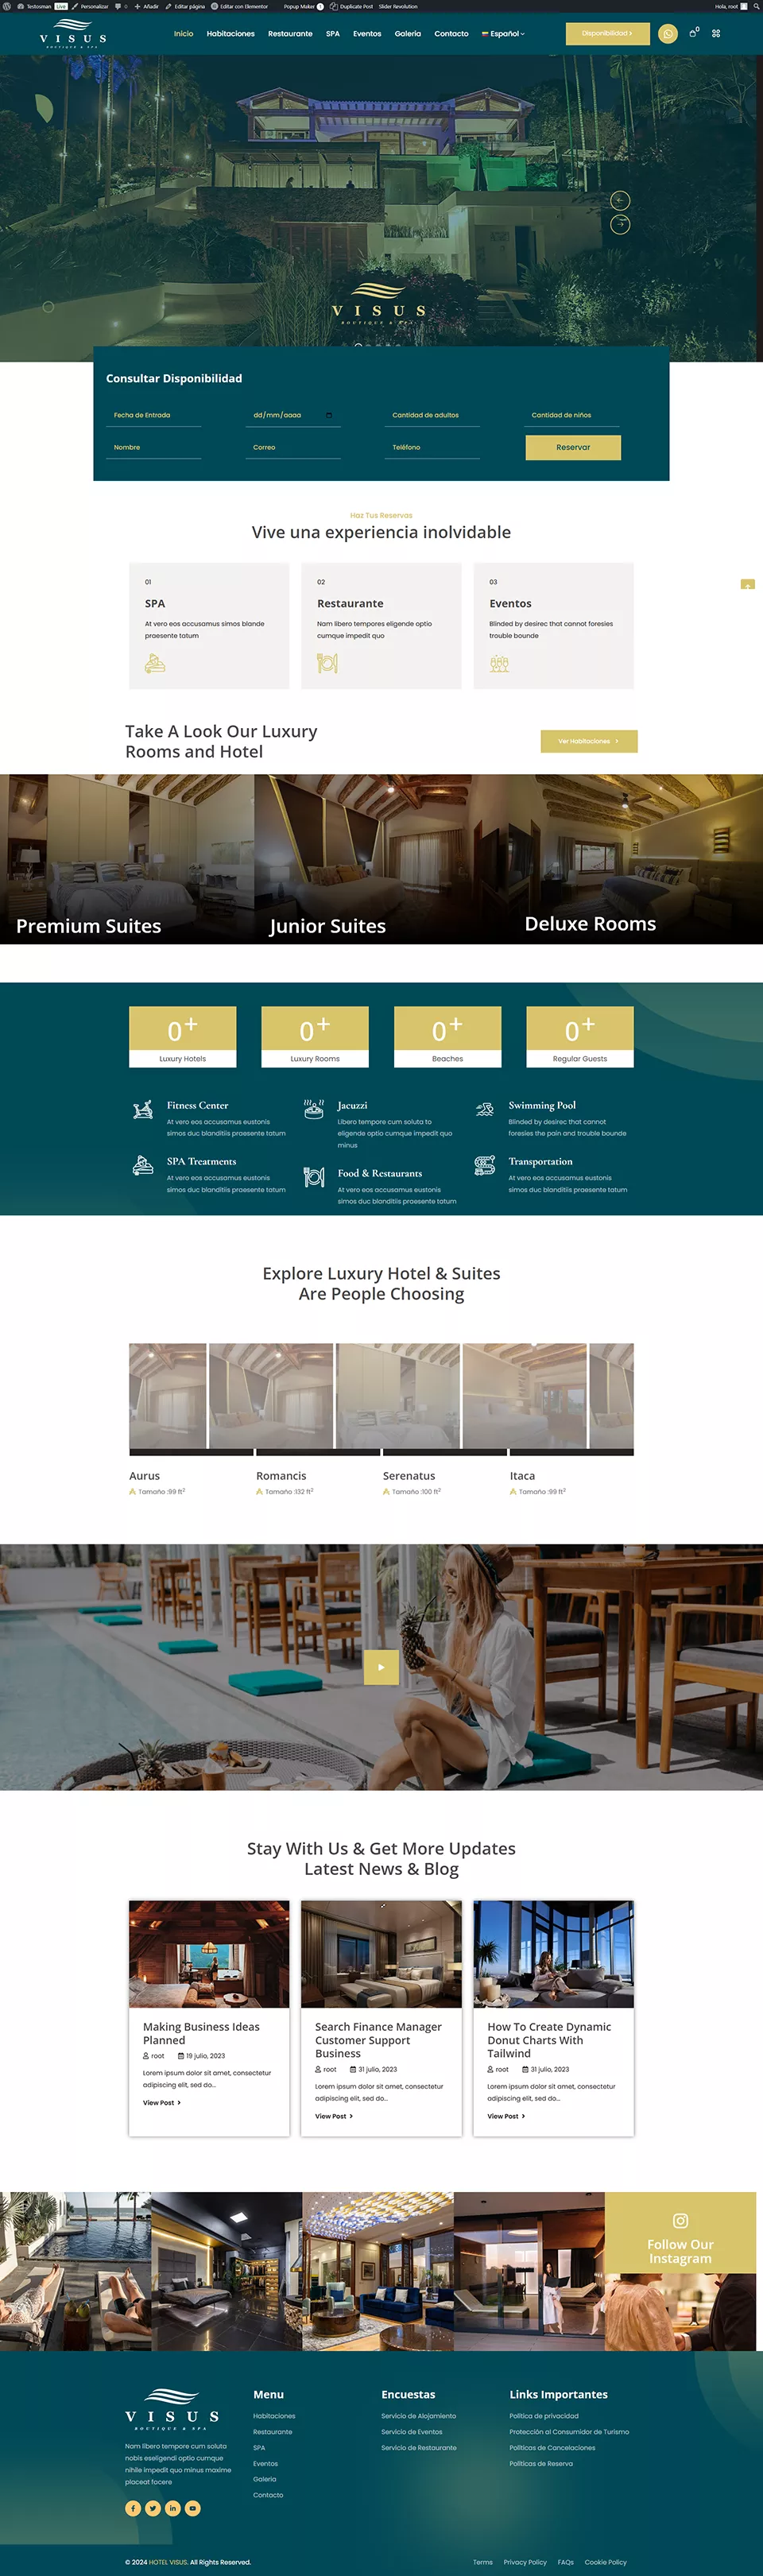 Testosman Live Personalizar 0 Añadir Editar página Editar con Elementor Popup Maker 1 Duplicate Post Slider Revolution Hola, root
VISUS
BOUTIQUE & SPA
Inicio Habitaciones Restaurante SPA Eventos Galeria Contacto Español Disponibilidad 0
VISUS
BOUTIQUE & SPA
Consultar Disponibilidad
Fecha de Entrada dd/mm/aaaa Cantidad de adultos Cantidad de niños
Nombre Correo Teléfono Reservar
Haz Tus Reservas
Vive una experiencia inolvidable
01
SPA
At vero eos accusamus simos blande
praesente tatum
02
Restaurante
Nam libero tempores eligende optio
cumque impedit quo
03
Eventos
Blinded by desirec that cannot foresies
trouble bounde
Take A Look Our Luxury
Rooms and Hotel
Ver Habitaciones
Premium Suites
Junior Suites
Deluxe Rooms
0+
Luxury Hotels
0+
Luxury Rooms
0+
Beaches
0+
Regular Guests
Fitness Center
At vero eos accusamus eustonis
simos duc blanditiis praesente tatum
Jacuzzi
Libero tempore cum soluta to
eligende optio cumque impedit quo
minus
Swimming Pool
Blinded by desirec that cannot
foresies the pain and trouble bounde
SPA Treatments
At vero eos accusamus eustonis
simos duc blanditiis praesente tatum
Food & Restaurants
At vero eos accusamus eustonis
simos duc blanditiis praesente tatum
Transportation
At vero eos accusamus eustonis
simos duc blanditiis praesente tatum
Explore Luxury Hotel & Suites
Are People Choosing
Aurus
Tamaño :99 ft²
Romancis
Tamaño :132 ft²
Serenatus
Tamaño :100 ft²
Itaca
Tamaño :99 ft²
Stay With Us & Get More Updates
Latest News & Blog
Making Business Ideas
Planned
root 19 julio, 2023
Lorem ipsum dolor sit amet, consectetur
adipiscing elit, sed do...
View Post
Search Finance Manager
Customer Support
Business
root 31 julio, 2023
Lorem ipsum dolor sit amet, consectetur
adipiscing elit, sed do...
View Post
How To Create Dynamic
Donut Charts With
Tailwind
root 31 julio, 2023
Lorem ipsum dolor sit amet, consectetur
adipiscing elit, sed do...
View Post
Follow Our
Instagram
VISUS
BOUTIQUE & SPA
Nam libero tempore cum soluta
nobis eseligendi optio cumque
nihile impedit quo minus maxime
placeat facere
Menu
Habitaciones
Restaurante
SPA
Eventos
Galeria
Contacto
Encuestas
Servicio de Alojamiento
Servicio de Eventos
Servicio de Restaurante
Links Importantes
Política de privacidad
Protección al Consumidor de Turismo
Políticas de Cancelaciones
Políticas de Reserva
© 2024 HOTEL VISUS. All Rights Reserved.
Terms Privacy Policy FAQs Cookie Policy